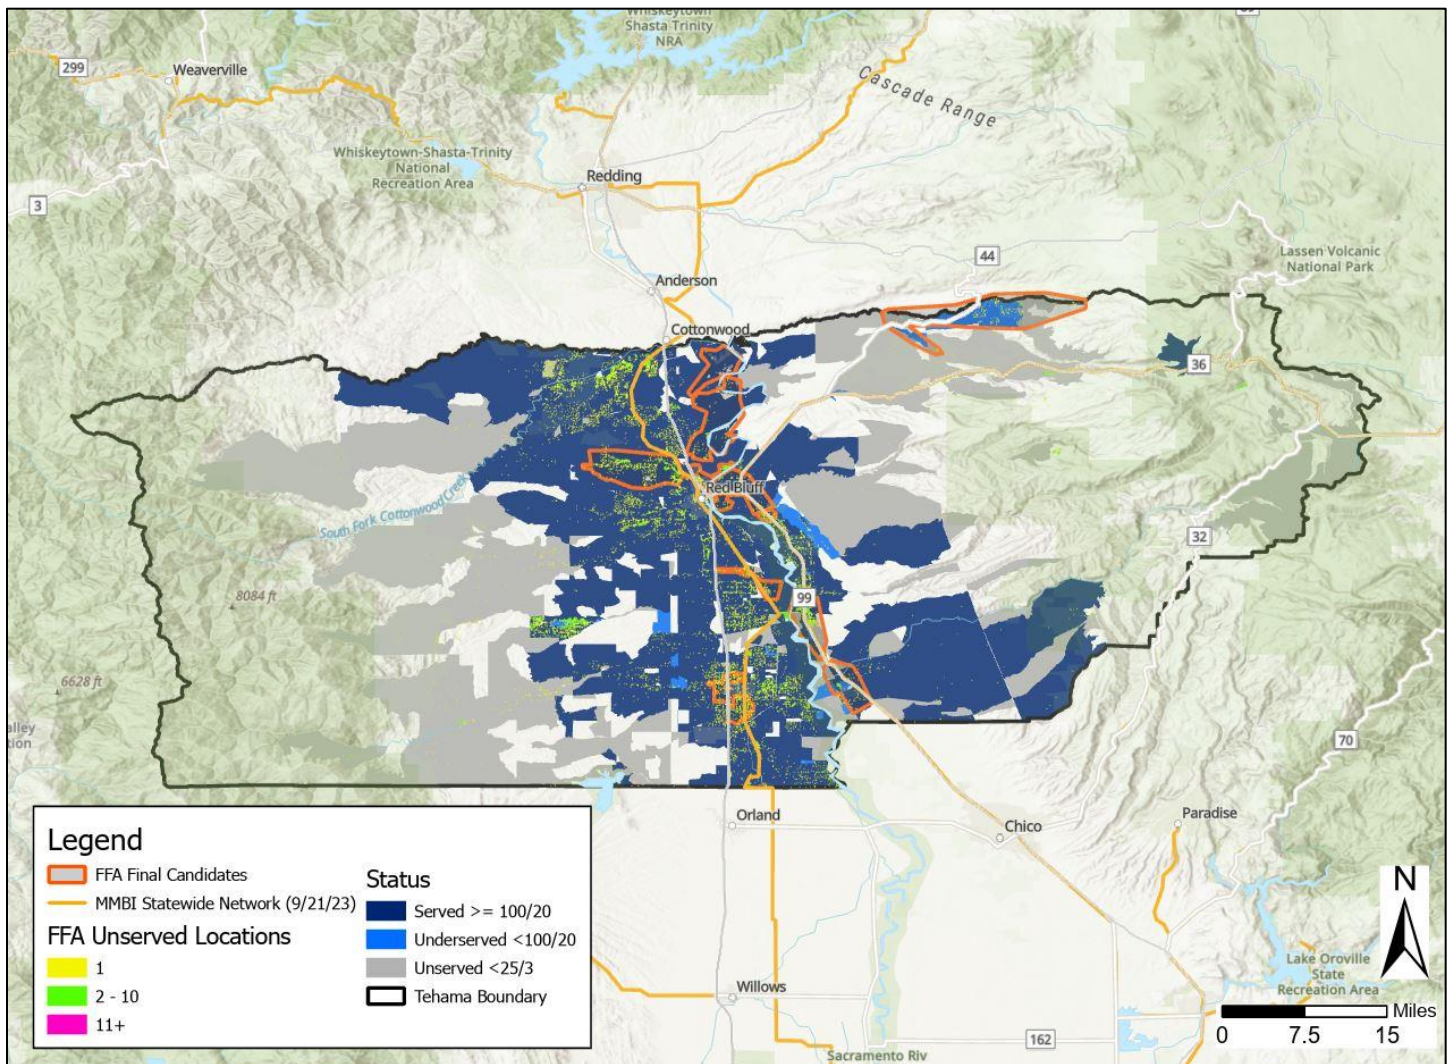 Whiskeytown
Shasta Trinity
NRA
299
Weaverville
Cascade Range
Whiskeytown-Shasta-Trinity
National
Recreation Area
Redding
3
44
Lassen Volcanic
National Park
Anderson
Cottonwood
36
Red Bluff
South Fork Cottonwood Creek
32
8084 ft
99
6628 ft
alley
tion
70
Orland
Chico
Paradise
Willows
162
Sacramento Riv
Lake Oroville
State
Recreation Area
N
Miles
0
7.5
15
Legend
FFA Final Candidates
MMBI Statewide Network (9/21/23)
FFA Unserved Locations
1
2 - 10
11+
Status
Served >= 100/20
Underserved <100/20
Unserved <25/3
Tehama Boundary